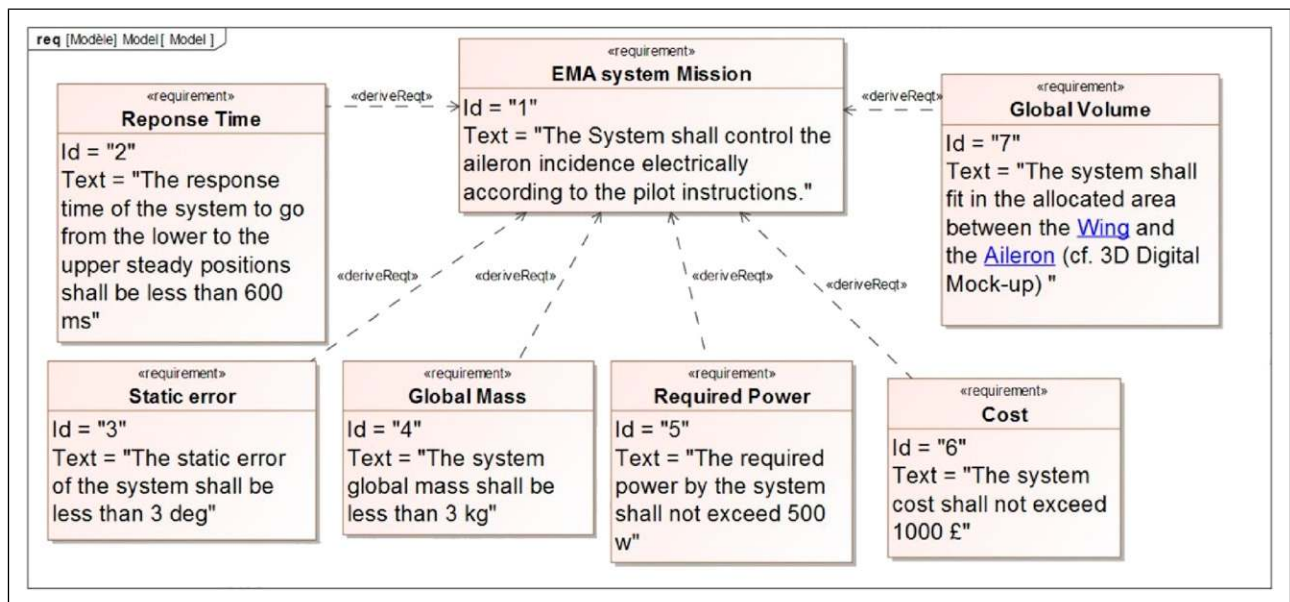 req [Modèle] Model[ Model ]
«requirement»
EMA system Mission
Id = "1"
Text = "The System shall control the
aileron incidence electrically
according to the pilot instructions."
«requirement»
Reponse Time
Id = "2"
Text = "The response
time of the system to go
from the lower to the
upper steady positions
shall be less than 600
ms"
«deriveReqt»
«deriveReqt»
«requirement»
Global Volume
Id = "7"
Text = "The system shall
fit in the allocated area
between the Wing and
the Aileron (cf. 3D Digital
Mock-up) "
«deriveReqt»
«deriveReqt»
«deriveReqt»
«deriveReqt»
«requirement»
Static error
Id = "3"
Text = "The static error
of the system shall be
less than 3 deg"
«requirement»
Global Mass
Id = "4"
Text = "The system
global mass shall be
less than 3 kg"
«requirement»
Required Power
Id = "5"
Text = "The required
power by the system
shall not exceed 500
w"
«requirement»
Cost
Id = "6"
Text = "The system
cost shall not exceed
1000 £"